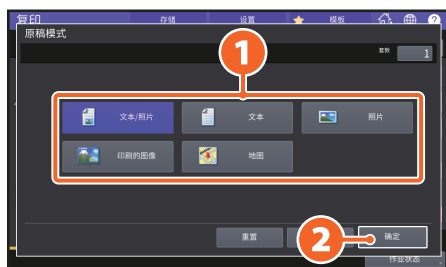 复印 存储 设置 模板
原稿模式
套数 1
1
文本/照片 文本 照片
印刷的图像 地图
重置 2 确定
作业状态